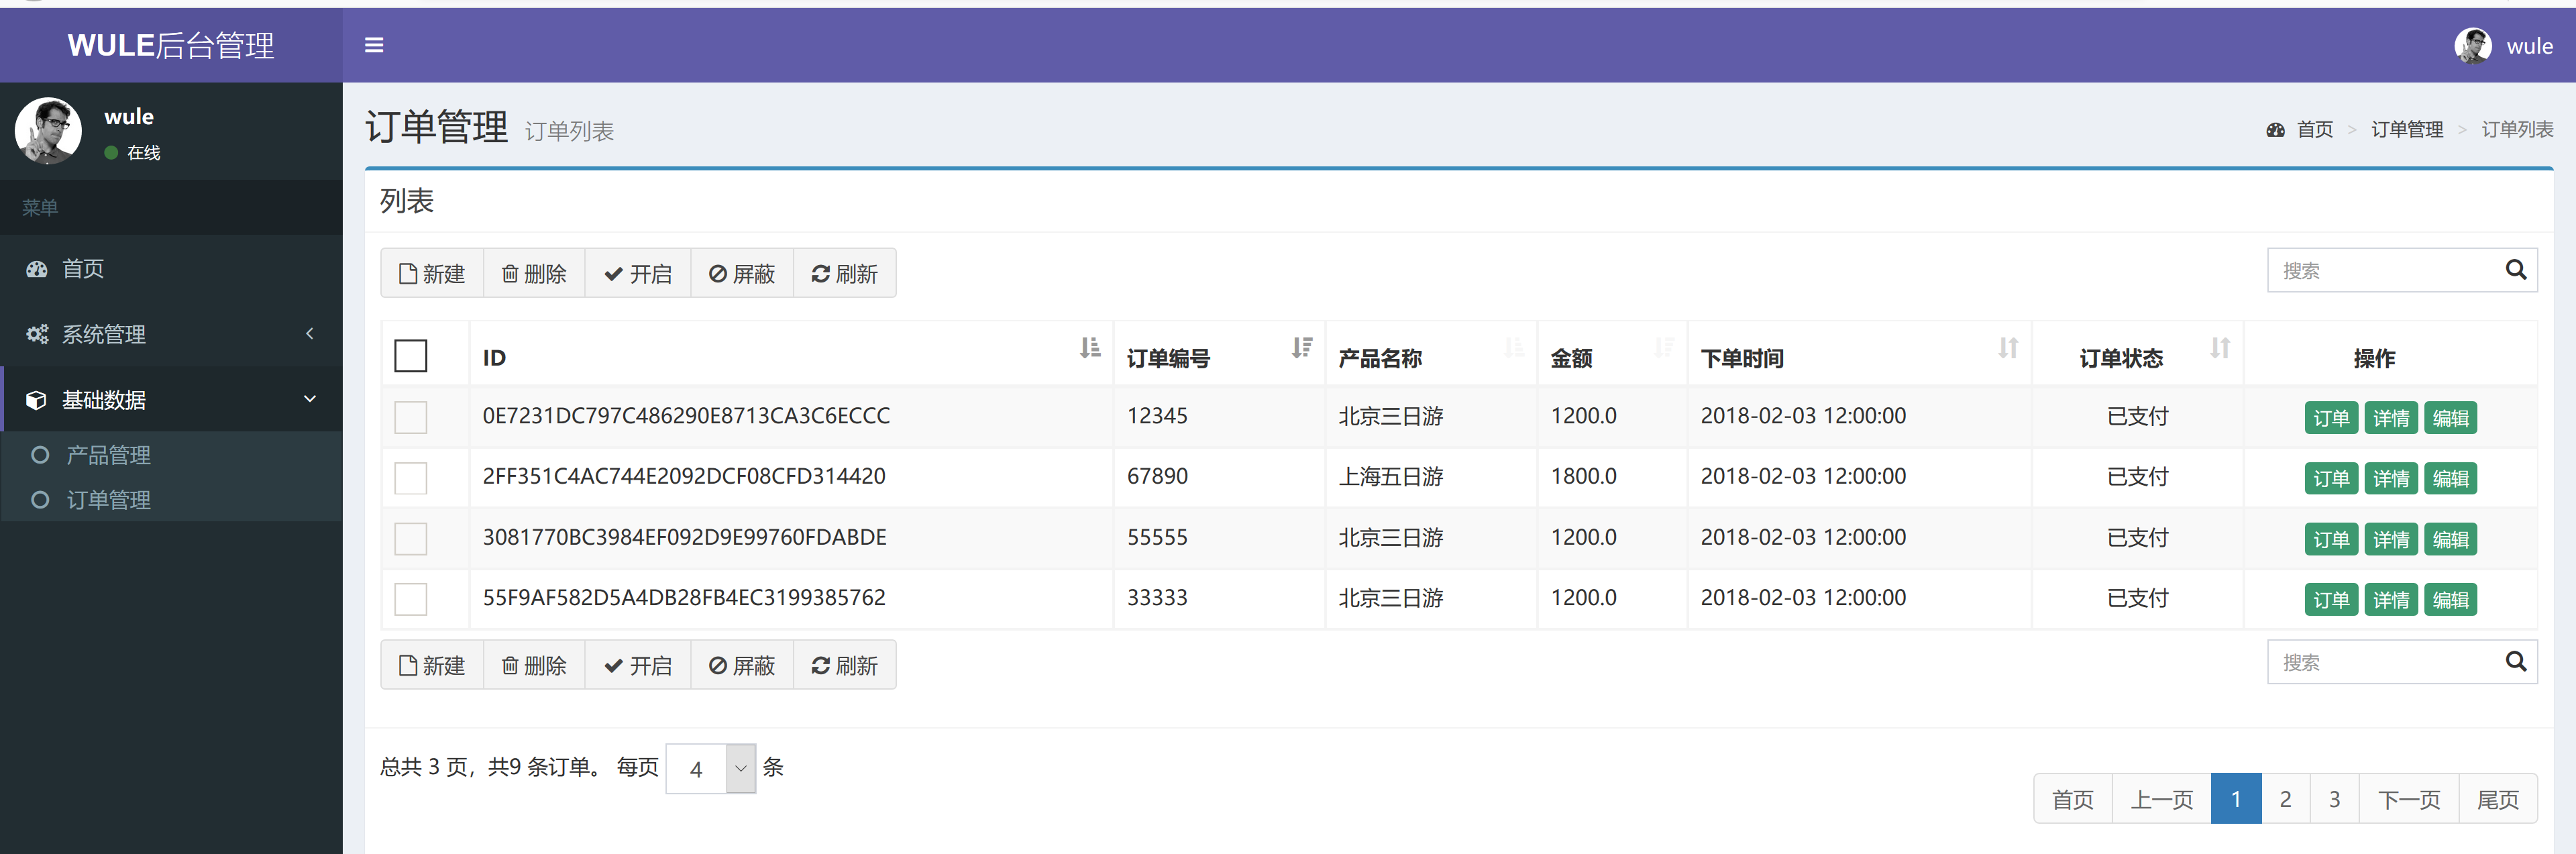 WULE后台管理
wule
wule
在线
菜单
首页
系统管理
基础数据
产品管理
订单管理
订单管理 订单列表
首页 > 订单管理 > 订单列表
列表
新建 删除 开启 屏蔽 刷新
搜索
ID 订单编号 产品名称 金额 下单时间 订单状态 操作
0E7231DC797C486290E8713CA3C6ECCC 12345 北京三日游 1200.0 2018-02-03 12:00:00 已支付 订单 详情 编辑
2FF351C4AC744E2092DCF08CFD314420 67890 上海五日游 1800.0 2018-02-03 12:00:00 已支付 订单 详情 编辑
3081770BC3984EF092D9E99760FDABDE 55555 北京三日游 1200.0 2018-02-03 12:00:00 已支付 订单 详情 编辑
55F9AF582D5A4DB28FB4EC3199385762 33333 北京三日游 1200.0 2018-02-03 12:00:00 已支付 订单 详情 编辑
新建 删除 开启 屏蔽 刷新
搜索
总共 3 页，共9 条订单。 每页 4 条
首页 上一页 1 2 3 下一页 尾页